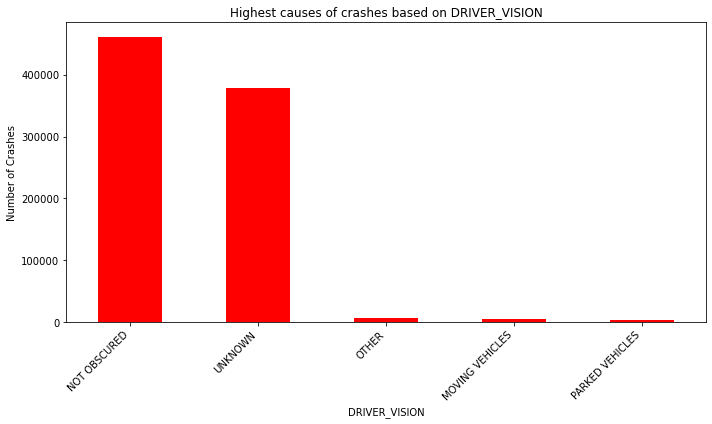 Highest causes of crashes based on DRIVER_VISION
Number of Crashes
400000
300000
200000
100000
0
NOT OBSCURED
UNKNOWN
OTHER
MOVING VEHICLES
PARKED VEHICLES
DRIVER_VISION